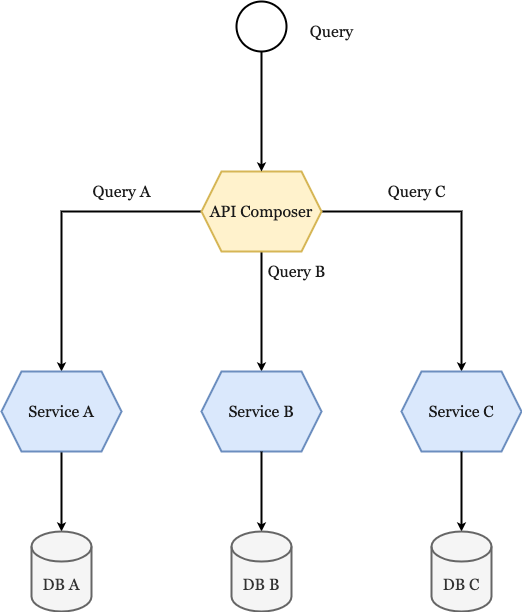 Query
Query A
Query C
API Composer
Query B
Service A
Service B
Service C
DB A
DB B
DB C